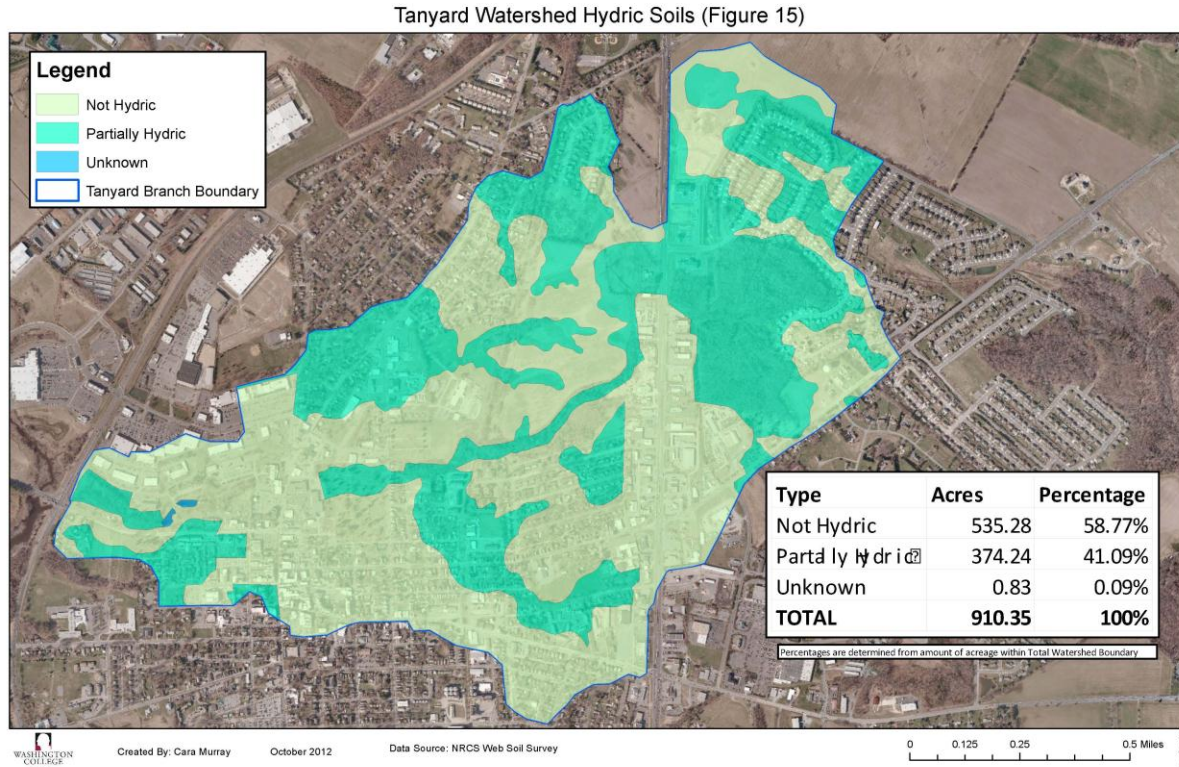 Tanyard Watershed Hydric Soils (Figure 15)
Legend
Not Hydric
Partially Hydric
Unknown
Tanyard Branch Boundary
Type Acres Percentage
Not Hydric 535.28 58.77%
Partially Hydric 374.24 41.09%
Unknown 0.83 0.09%
TOTAL 910.35 100%
Percentages are determined from amount of acreage within Total Watershed Boundary
WASHINGTON
COLLEGE
Created By: Cara Murray October 2012 Data Source: NRCS Web Soil Survey
0 0.125 0.25 0.5 Miles